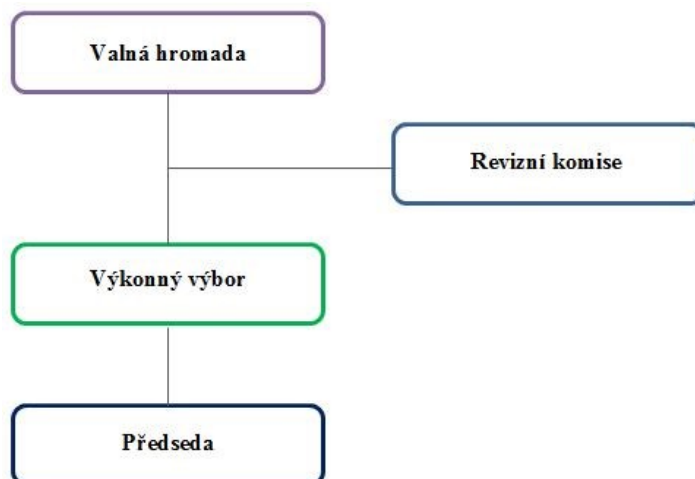 Valná hromada
Revizní komise
Výkonný výbor
Předseda